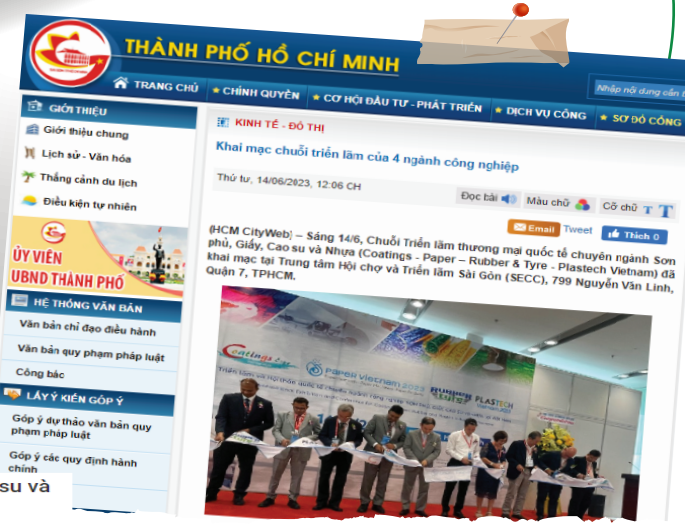 THÀNH PHỐ HỒ CHÍ MINH
Nhập nội dung cần
TRANG CHỦ
CHÍNH QUYỀN
CƠ HỘI ĐẦU TƯ - PHÁT TRIỂN
DỊCH VỤ CÔNG
SƠ ĐỒ CỔNG
GIỚI THIỆU
Giới thiệu chung
Lịch sử - Văn hóa
Thắng cảnh du lịch
Điều kiện tự nhiên
ỦY VIÊN
UBND THÀNH PHỐ
HỆ THỐNG VĂN BẢN
Văn bản chỉ đạo điều hành
Văn bản quy phạm pháp luật
Công bác
LẤY Ý KIẾN GÓP Ý
Góp ý dự thảo văn bản quy
phạm pháp luật
Góp ý các quy định hành
chính
su và
KINH TẾ - ĐÔ THỊ
Khai mạc chuỗi triển lãm của 4 ngành công nghiệp
Thứ tư, 14/06/2023, 12:06 CH
Đọc bài
Màu chữ
Cỡ chữ T T
Email
Tweet
Thích 0
(HCM CityWeb) – Sáng 14/6, Chuỗi Triển lãm thương mại quốc tế chuyên ngành Sơn
phủ, Giấy, Cao su và Nhựa (Coatings - Paper – Rubber & Tyre - Plastech Vietnam) đã
khai mạc tại Trung tâm Hội chợ và Triển lãm Sài Gòn (SECC), 799 Nguyễn Văn Linh,
Quận 7, TPHCM.
Coatings
PAPER VIETNAM 2023
RUBBER
PLASTECH